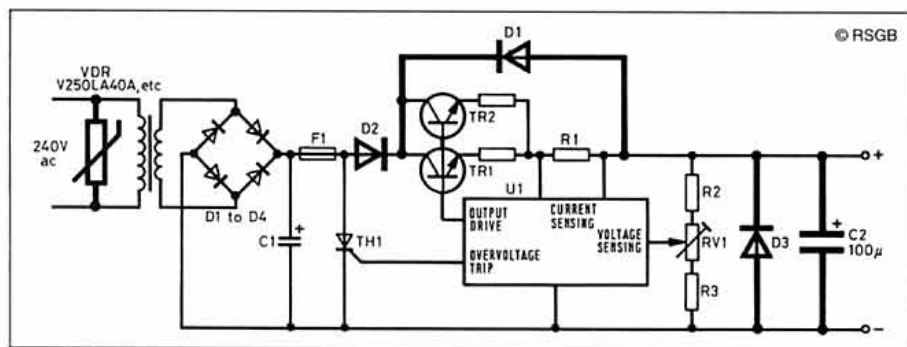 © RSGB
VDR
V250LA40A, etc
240V
ac
D1 to D4
C1
+
F1
TH1
D2
D1
TR2
TR1
R1
U1
OUTPUT
DRIVE
CURRENT
SENSING
VOLTAGE
SENSING
OVERVOLTAGE
TRIP
R2
RV1
R3
D3
+
C2
100µ
+
−